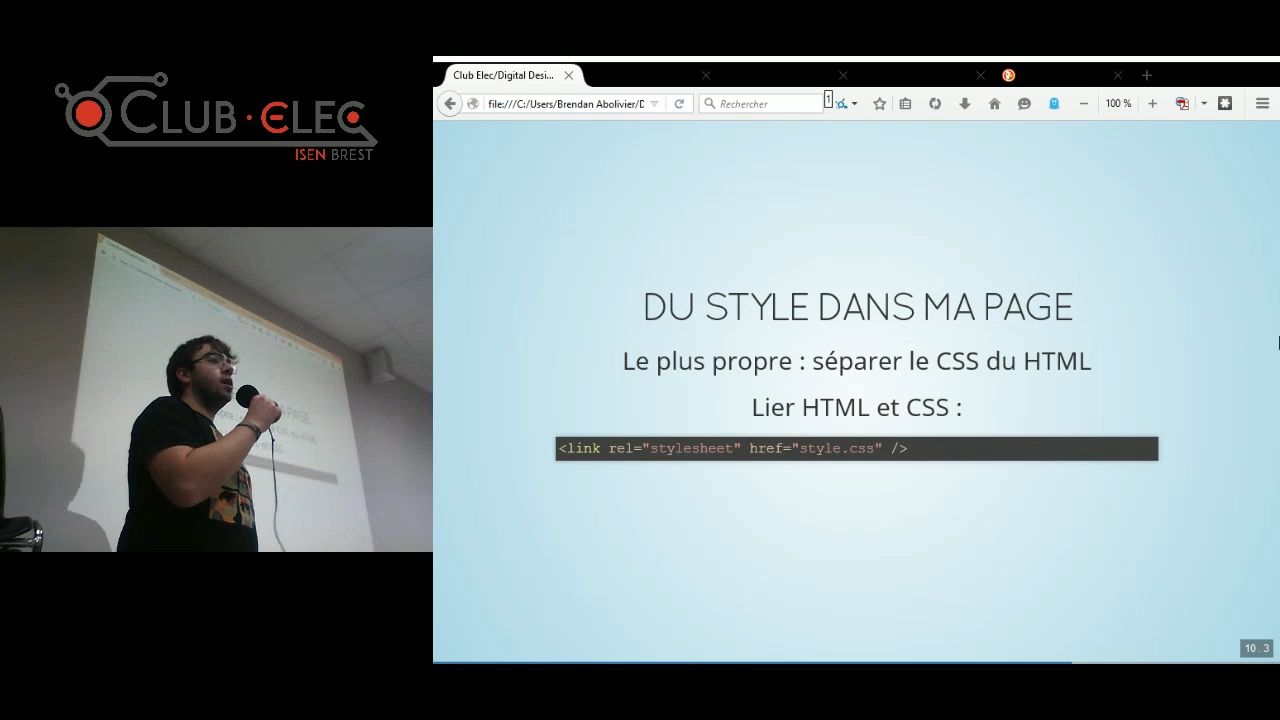 CLUB · ELEC
ISEN BREST
Club Elec/Digital Desi...
file:///C:/Users/Brendan Abolivier/D
Rechercher
1
100 %
DU STYLE DANS MA PAGE
Le plus propre : séparer le CSS du HTML
Lier HTML et CSS :
<link rel="stylesheet" href="style.css" />
10 . 3